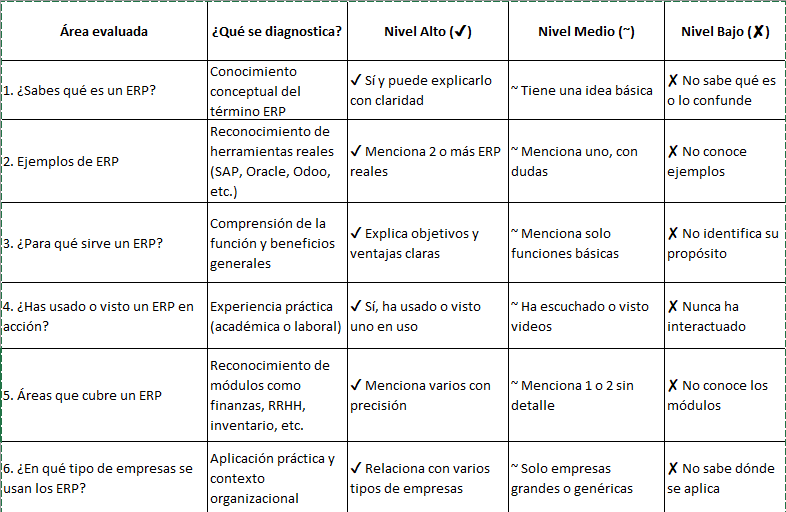 Área evaluada ¿Qué se diagnostica? Nivel Alto (✔) Nivel Medio (~) Nivel Bajo (✘)
1. ¿Sabes qué es un ERP?
Conocimiento
conceptual del
término ERP
✔ Sí y puede explicarlo
con claridad
~ Tiene una idea básica
✘ No sabe qué es
o lo confunde
2. Ejemplos de ERP
Reconocimiento de
herramientas reales
(SAP, Oracle, Odoo,
etc.)
✔ Menciona 2 o más ERP
reales
~ Menciona uno, con
dudas
✘ No conoce
ejemplos
3. ¿Para qué sirve un ERP?
Comprensión de la
función y beneficios
generales
✔ Explica objetivos y
ventajas claras
~ Menciona solo
funciones básicas
✘ No identifica su
propósito
4. ¿Has usado o visto un ERP en
acción?
Experiencia práctica
(académica o laboral)
✔ Sí, ha usado o visto
uno en uso
~ Ha escuchado o visto
videos
✘ Nunca ha
interactuado
5. Áreas que cubre un ERP
Reconocimiento de
módulos como
finanzas, RRHH,
inventario, etc.
✔ Menciona varios con
precisión
~ Menciona 1 o 2 sin
detalle
✘ No conoce los
módulos
6. ¿En qué tipo de empresas se
usan los ERP?
Aplicación práctica y
contexto
organizacional
✔ Relaciona con varios
tipos de empresas
~ Solo empresas
grandes o genéricas
✘ No sabe dónde
se aplica